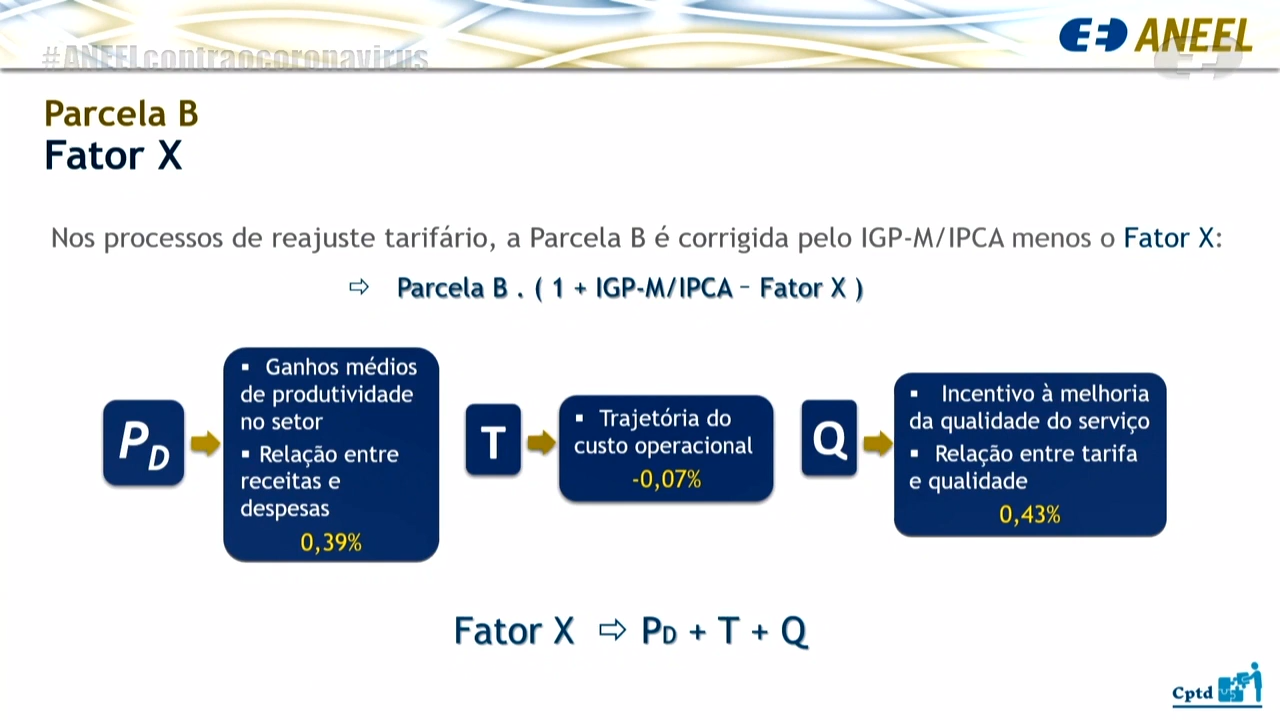 #ANEELcontraocoronavirus
ANEEL
Parcela B
Fator X
Nos processos de reajuste tarifário, a Parcela B é corrigida pelo IGP-M/IPCA menos o Fator X:
⇨ Parcela B . ( 1 + IGP-M/IPCA – Fator X )
PD
▪ Ganhos médios
de produtividade
no setor
▪ Relação entre
receitas e
despesas
0,39%
T
▪ Trajetória do
custo operacional
-0,07%
Q
▪ Incentivo à melhoria
da qualidade do serviço
▪ Relação entre tarifa
e qualidade
0,43%
Fator X ⇨ PD + T + Q
Cptd